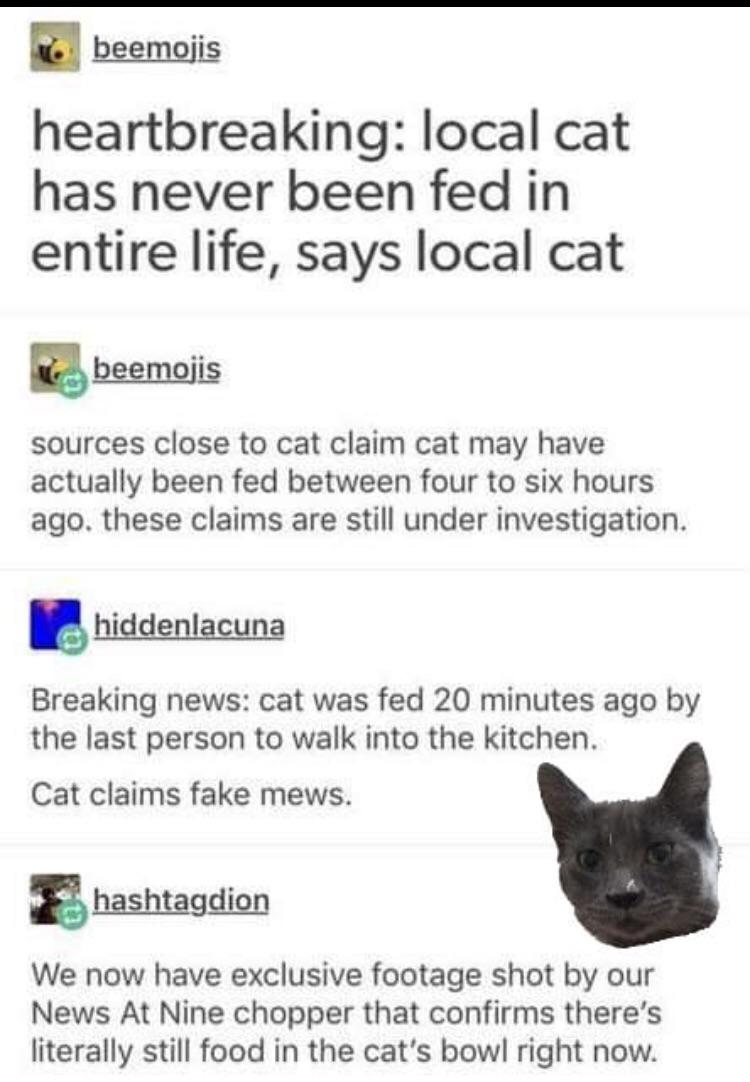 beemojis
heartbreaking: local cat
has never been fed in
entire life, says local cat
beemojis
sources close to cat claim cat may have
actually been fed between four to six hours
ago. these claims are still under investigation.
hiddenlacuna
Breaking news: cat was fed 20 minutes ago by
the last person to walk into the kitchen.
Cat claims fake mews.
hashtagdion
We now have exclusive footage shot by our
News At Nine chopper that confirms there's
literally still food in the cat's bowl right now.